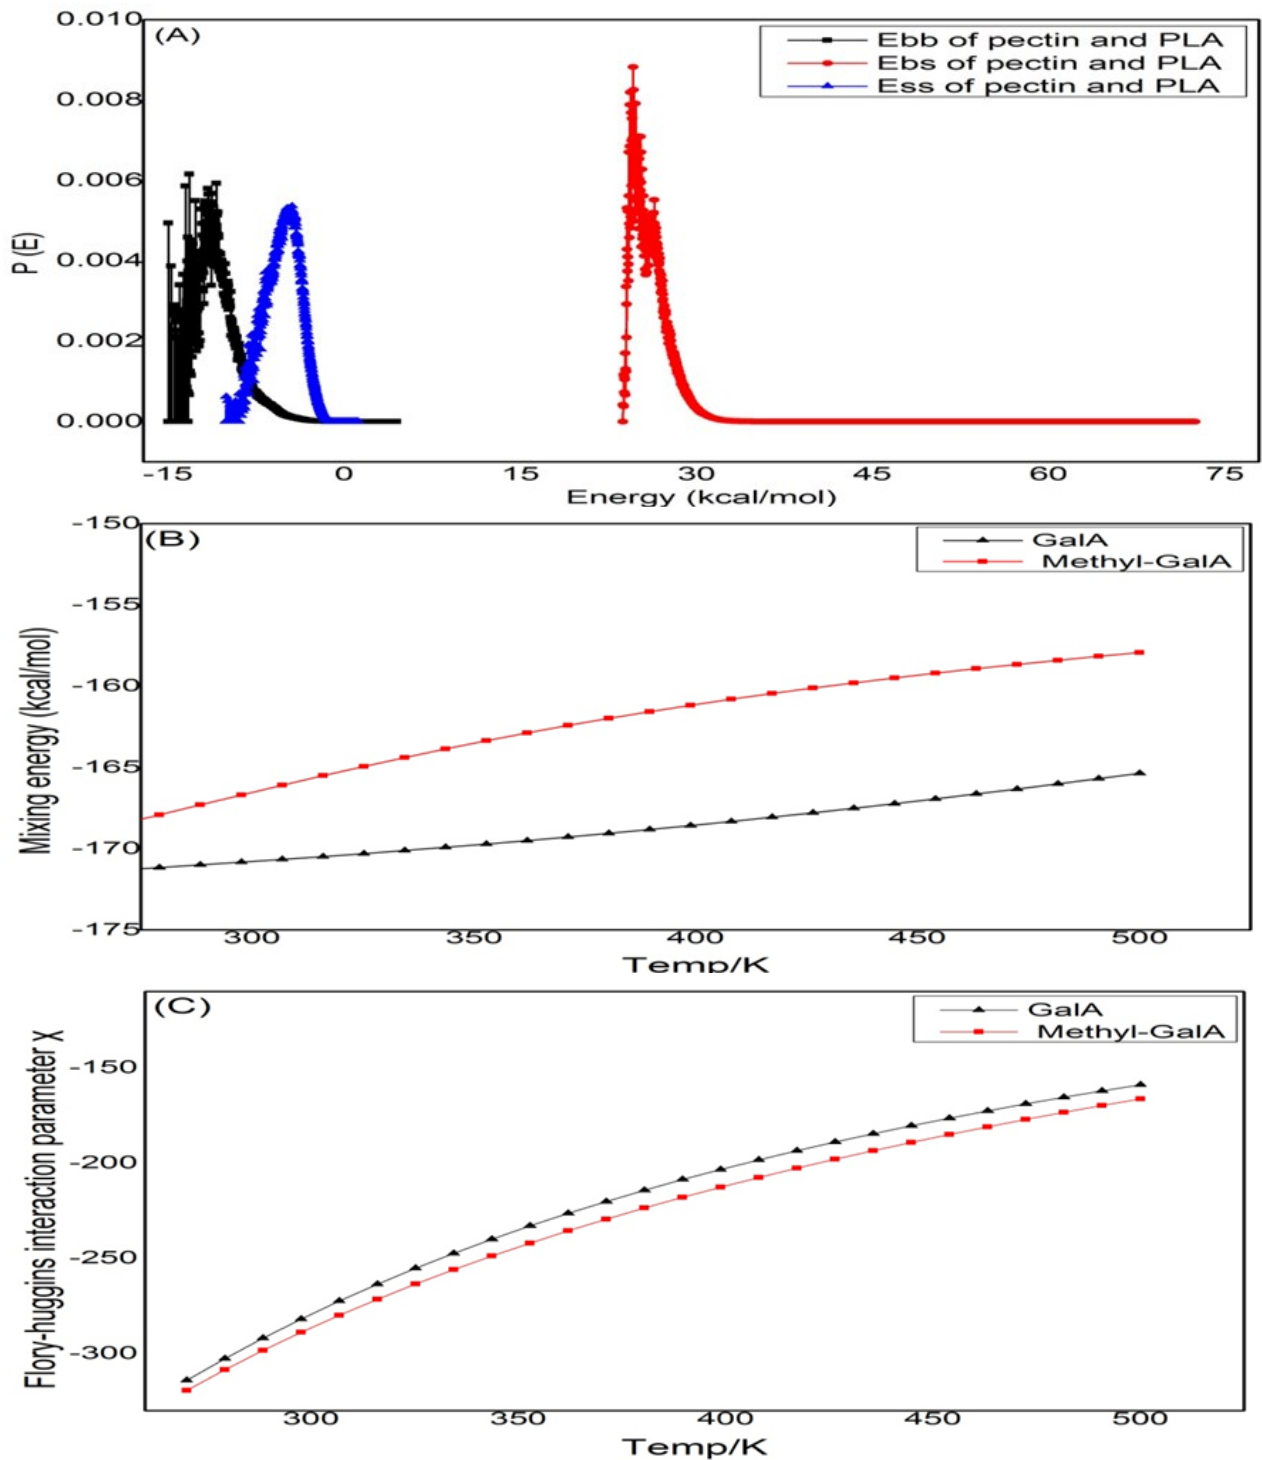 0.010
(A)
Ebb of pectin and PLA
Ebs of pectin and PLA
Ess of pectin and PLA
0.008
0.006
0.004
0.002
0.000
P (E)
-15 0 15 30 45 60 75
Energy (kcal/mol)
-150
(B)
GalA
Methyl-GalA
-155
-160
-165
-170
-175
Mixing energy (kcal/mol)
300 350 400 450 500
Temp/K
(C)
GalA
Methyl-GalA
-150
-200
-250
-300
Flory-huggins interaction parameter χ
300 350 400 450 500
Temp/K